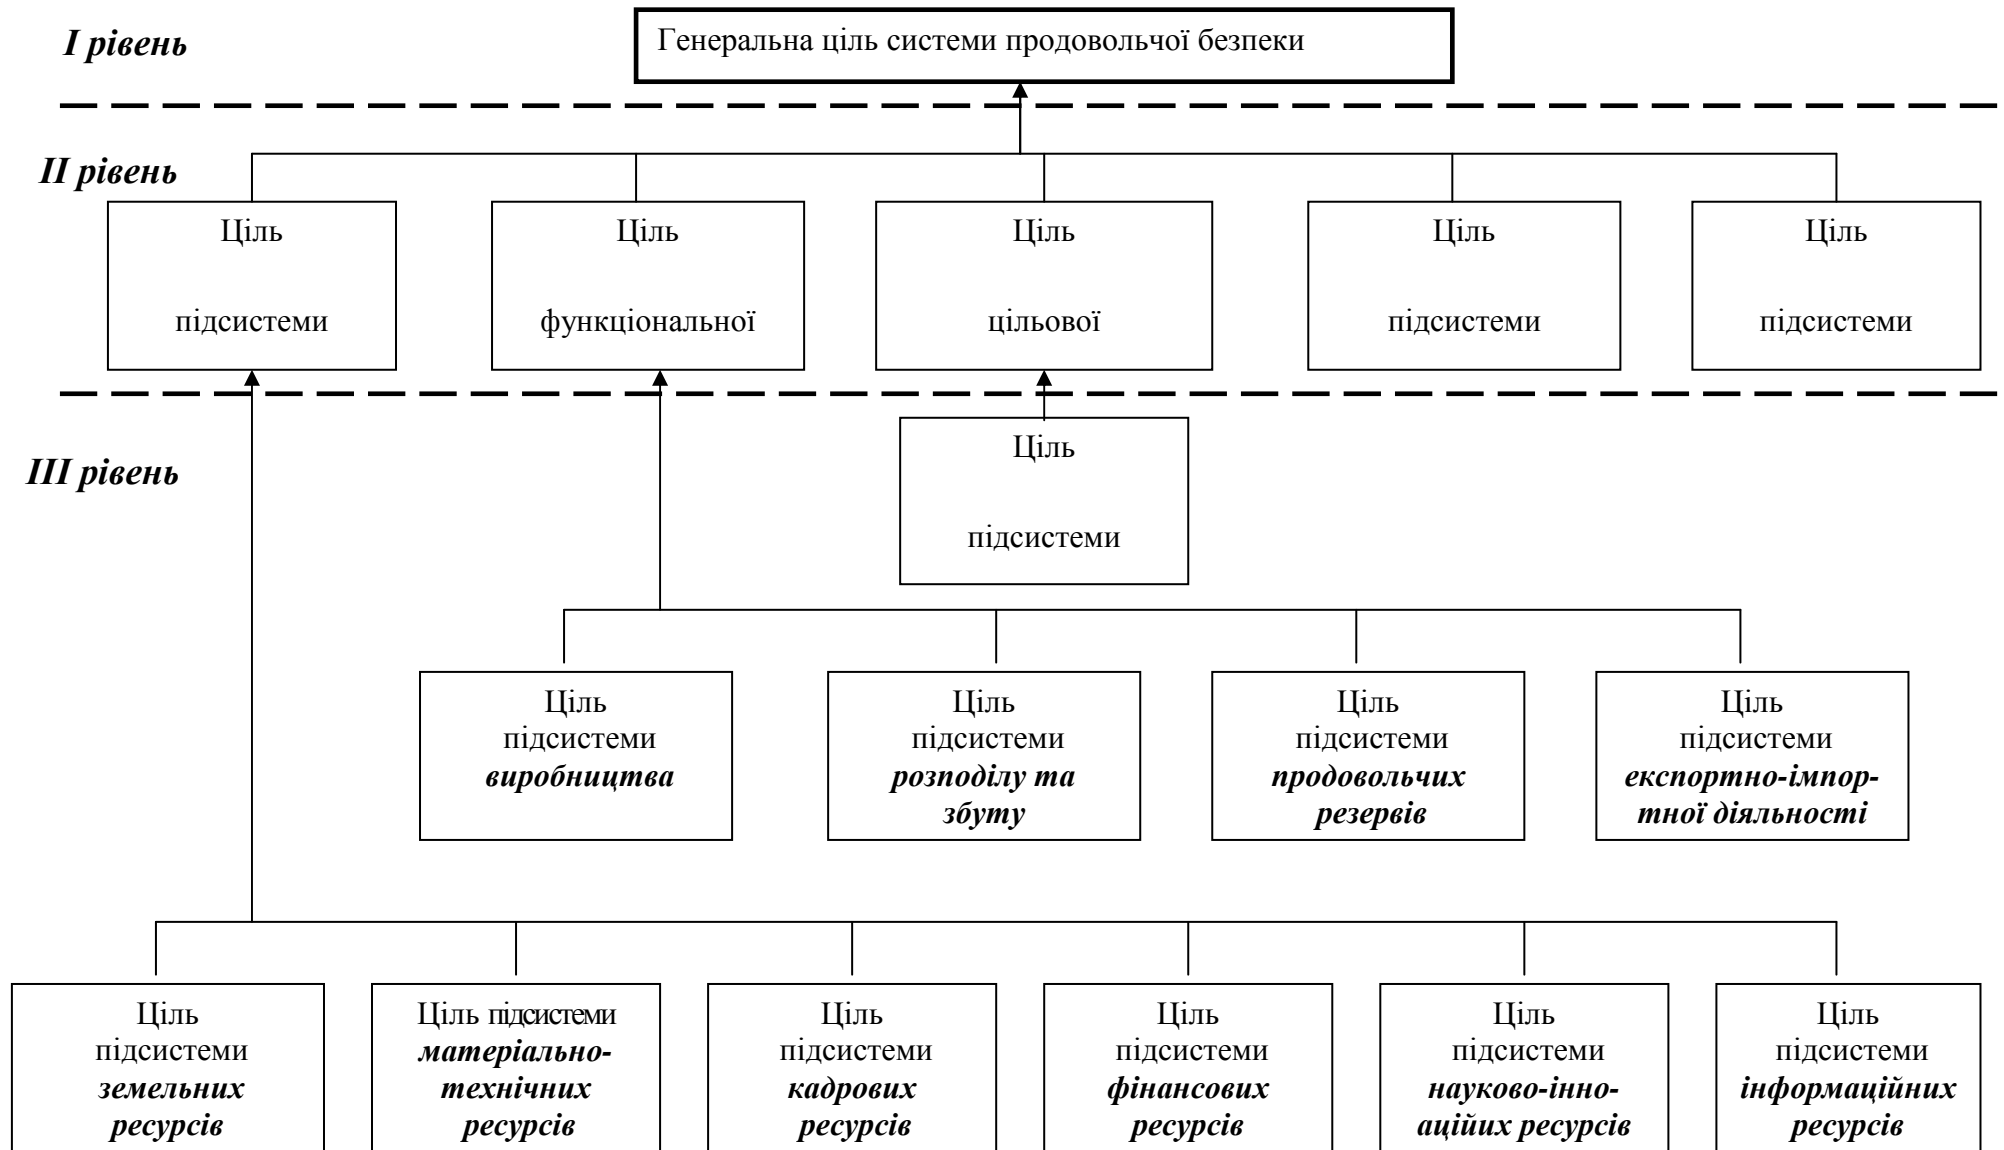 І рівень
Генеральна ціль системи продовольчої безпеки
ІІ рівень
Ціль
підсистеми
Ціль
функціональної
Ціль
цільової
Ціль
підсистеми
Ціль
підсистеми
ІІІ рівень
Ціль
підсистеми
Ціль
підсистеми
виробництва
Ціль
підсистеми
розподілу та
збуту
Ціль
підсистеми
продовольчих
резервів
Ціль
підсистеми
експортно-імпор-
тної діяльності
Ціль
підсистеми
земельних
ресурсів
Ціль підсистеми
матеріально-
технічних
ресурсів
Ціль
підсистеми
кадрових
ресурсів
Ціль
підсистеми
фінансових
ресурсів
Ціль
підсистеми
науково-інно-
аційих ресурсів
Ціль
підсистеми
інформаційних
ресурсів